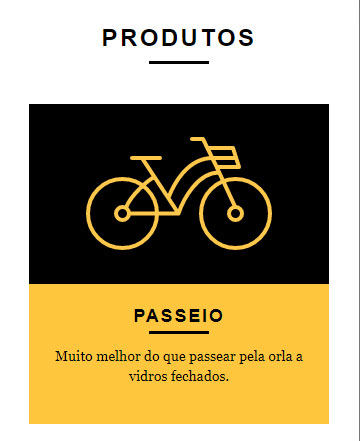 PRODUTOS
PASSEIO
Muito melhor do que passear pela orla a
vidros fechados.